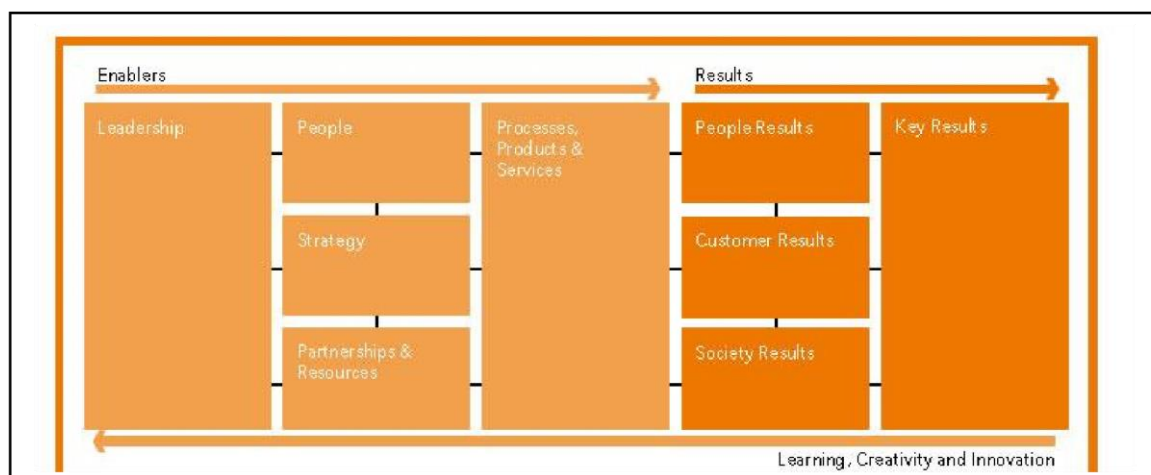 Enablers
Results
Leadership
People
Processes,
Products &
Services
People Results
Key Results
Strategy
Customer Results
Partnerships &
Resources
Society Results
Learning, Creativity and Innovation